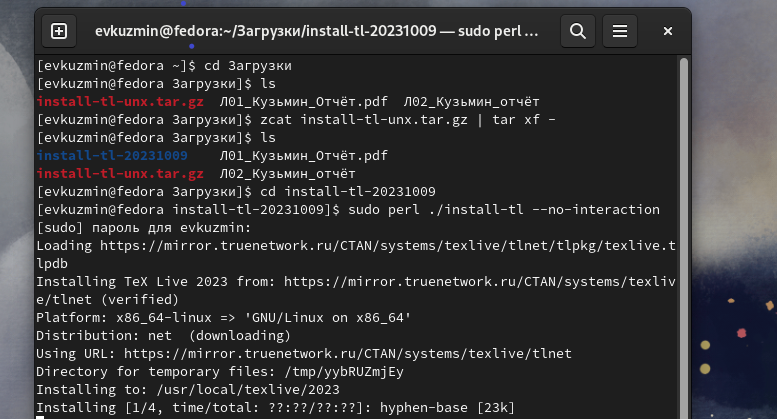 evkuzmin@fedora:~/Загрузки/install-tl-20231009 — sudo perl ...
[evkuzmin@fedora ~]$ cd Загрузки
[evkuzmin@fedora Загрузки]$ ls
install-tl-unx.tar.gz  Л01_Кузьмин_Отчёт.pdf  Л02_Кузьмин_отчёт
[evkuzmin@fedora Загрузки]$ zcat install-tl-unx.tar.gz | tar xf -
[evkuzmin@fedora Загрузки]$ ls
install-tl-20231009    Л01_Кузьмин_Отчёт.pdf
install-tl-unx.tar.gz  Л02_Кузьмин_отчёт
[evkuzmin@fedora Загрузки]$ cd install-tl-20231009
[evkuzmin@fedora install-tl-20231009]$ sudo perl ./install-tl --no-interaction
[sudo] пароль для evkuzmin:
Loading https://mirror.truenetwork.ru/CTAN/systems/texlive/tlnet/tlpkg/texlive.t
lpdb
Installing TeX Live 2023 from: https://mirror.truenetwork.ru/CTAN/systems/texliv
e/tlnet (verified)
Platform: x86_64-linux => 'GNU/Linux on x86_64'
Distribution: net  (downloading)
Using URL: https://mirror.truenetwork.ru/CTAN/systems/texlive/tlnet
Directory for temporary files: /tmp/yybRUZmjEy
Installing to: /usr/local/texlive/2023
Installing [1/4, time/total: ??:??/??:??]: hyphen-base [23k]